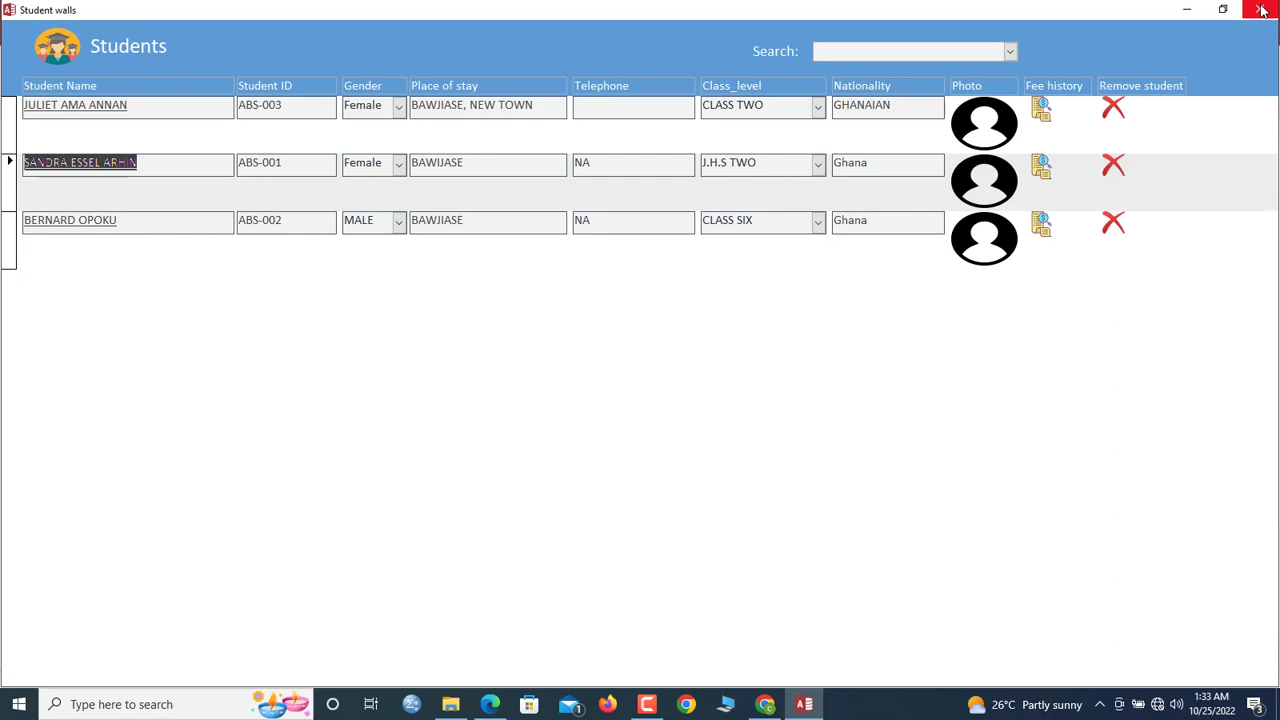 Student walls
Students
Search:
Student Name Student ID Gender Place of stay Telephone Class_level Nationality Photo Fee history Remove student
JULIET AMA ANNAN ABS-003 Female BAWJIASE, NEW TOWN CLASS TWO GHANAIAN
SANDRA ESSEL ARHIN ABS-001 Female BAWIJASE NA J.H.S TWO Ghana
BERNARD OPOKU ABS-002 MALE BAWJIASE NA CLASS SIX Ghana
Type here to search 1 26°C Partly sunny 1:33 AM
10/25/2022 3